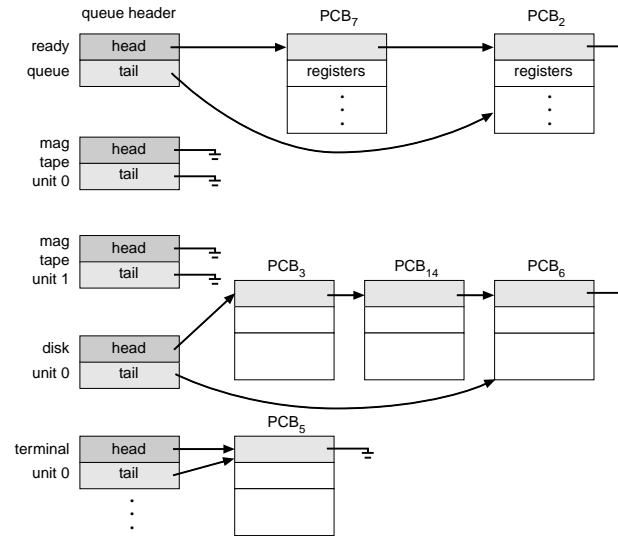 queue header
PCB7
PCB2
ready
queue
head
tail
registers
registers
mag
tape
unit 0
head
tail
mag
tape
unit 1
head
tail
PCB3
PCB14
PCB6
disk
unit 0
head
tail
PCB5
terminal
unit 0
head
tail